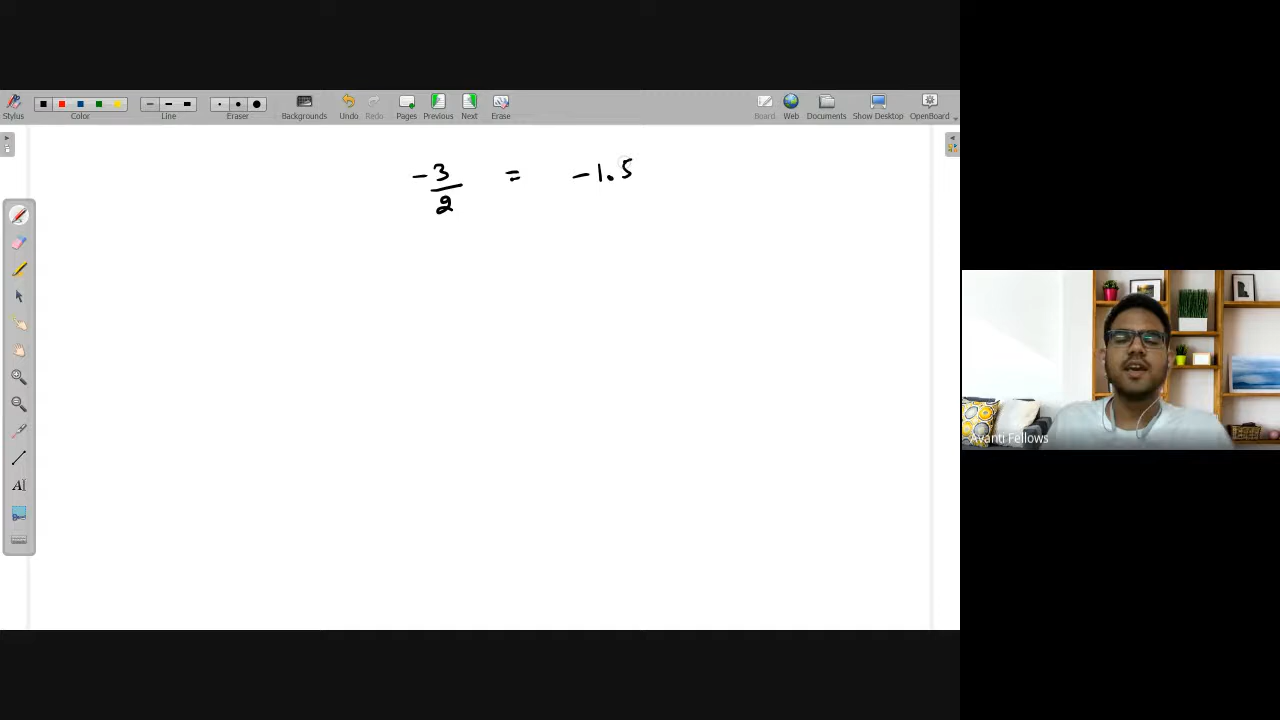 Stylus Color Line Eraser Backgrounds Undo Redo Pages Previous Next Erase Board Web Documents Show Desktop OpenBoard
-3/2 = -1.5
Avanti Fellows